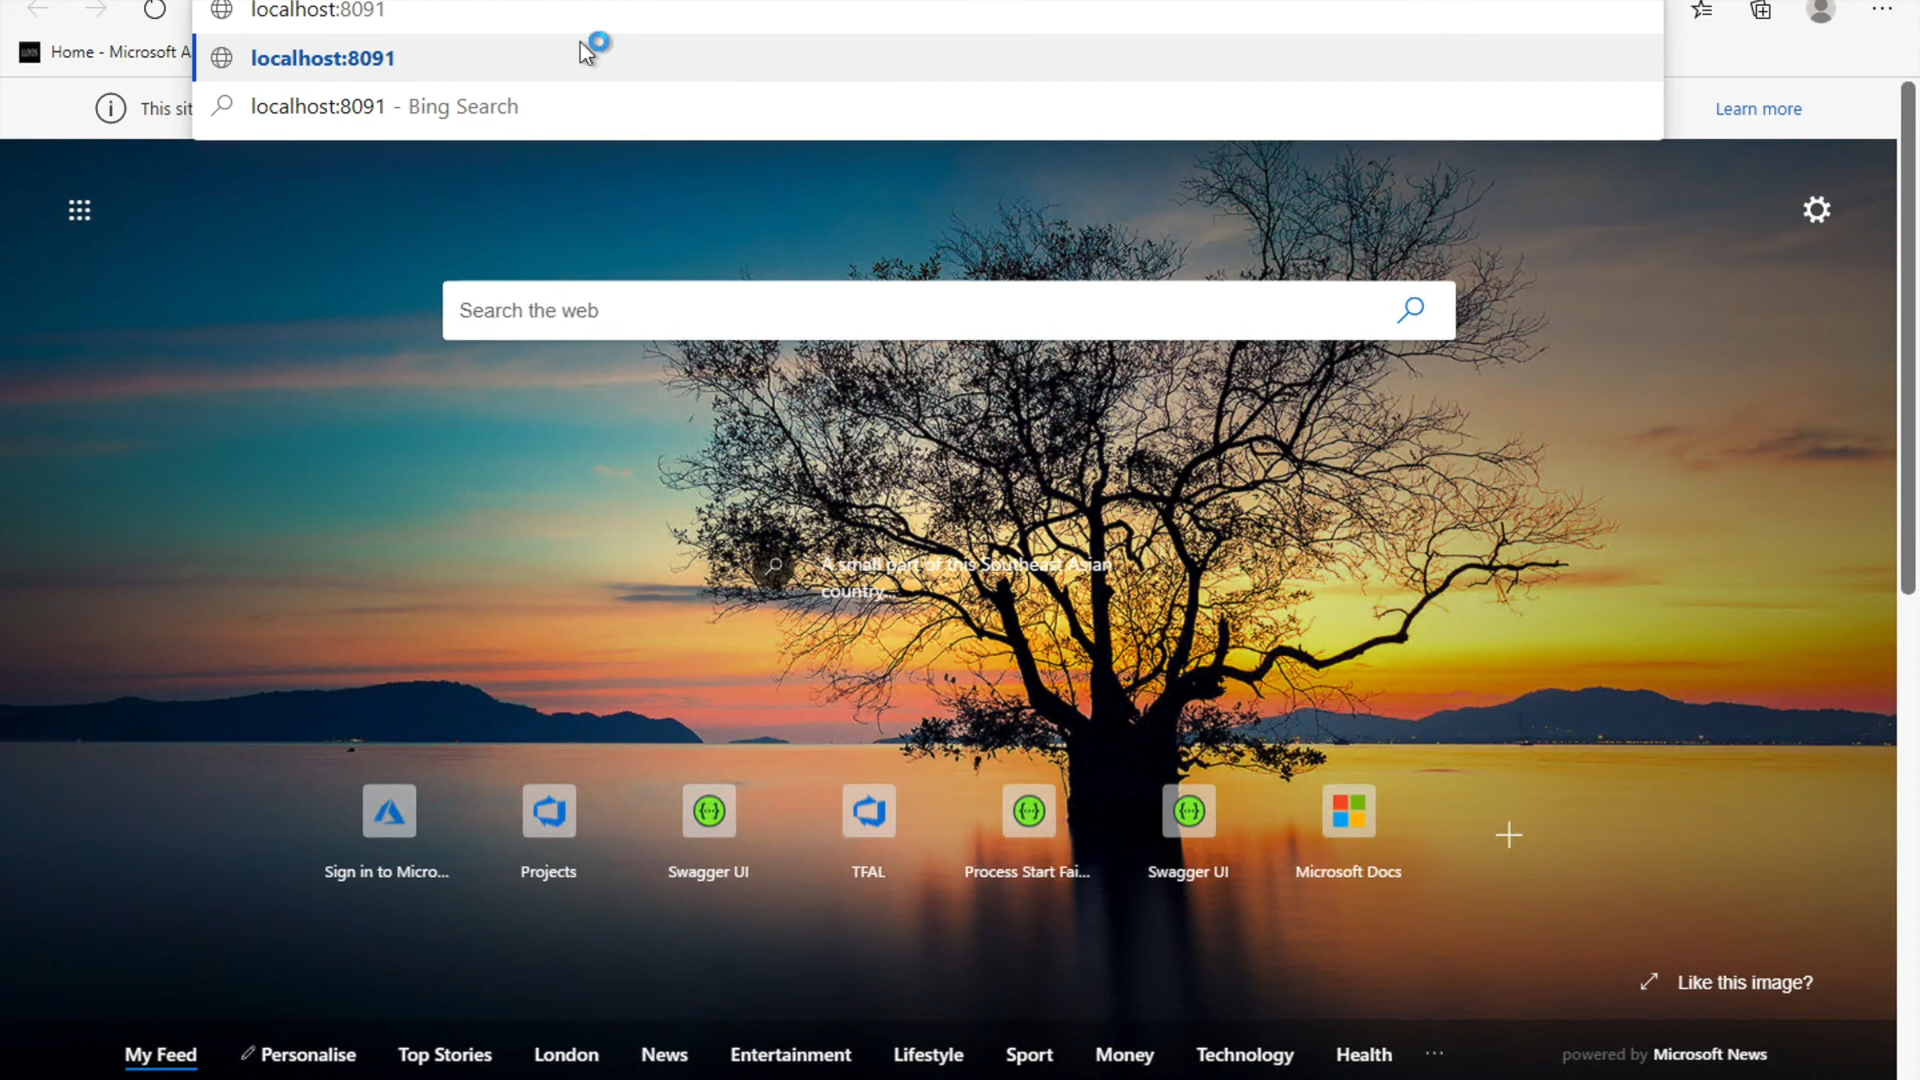 localhost:8091
Home - Microsoft A
localhost:8091
This sit
localhost:8091 - Bing Search
Learn more
Search the web
A small part of this Southeast Asian
country...
Sign in to Micro...
Projects
Swagger UI
TFAL
Process Start Fai...
Swagger UI
Microsoft Docs
Like this image?
My Feed
Personalise
Top Stories
London
News
Entertainment
Lifestyle
Sport
Money
Technology
Health
...
powered by Microsoft News